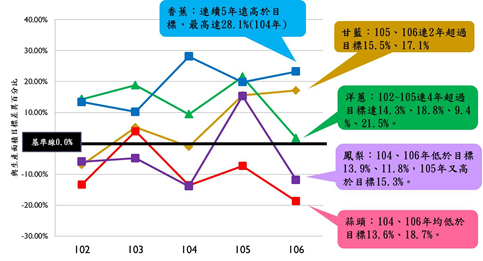 香蕉：連續5年遠高於目
標，最高達28.1%(104年)
甘藍：105、106連2年超過
目標15.5%、17.1%
洋蔥：102~105連4年超過
目標達14.3%、18.8%、9.4
%、21.5%。
鳳梨：104、106年低於目標
13.9%、11.8%，105年又高
於目標15.3%。
蒜頭：104、106年均低於
目標13.6%、18.7%。
與生產面積目標差異百分比
40.00%
30.00%
20.00%
10.00%
基準線0.0%
-10.00%
-20.00%
-30.00%
102 103 104 105 106